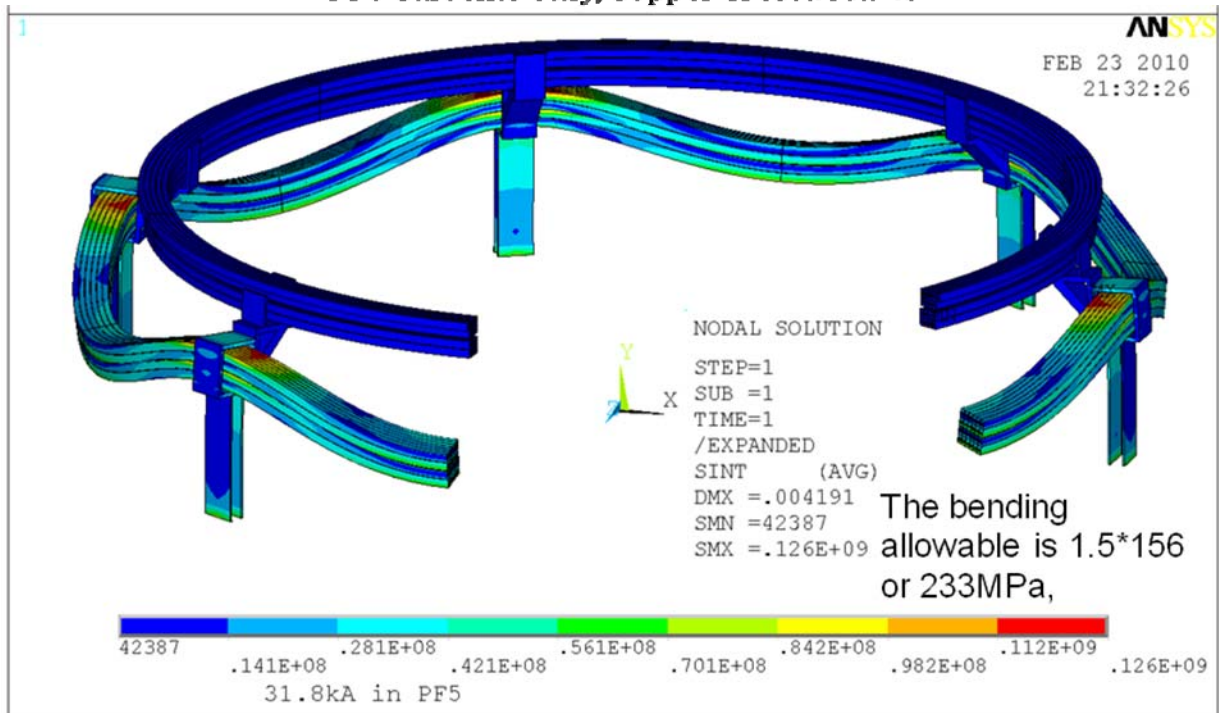 1
ANSYS
FEB 23 2010
21:32:26
Y
X
Z
NODAL SOLUTION
STEP=1
SUB =1
TIME=1
/EXPANDED
SINT (AVG)
DMX =.004191
SMN =42387
SMX =.126E+09
The bending
allowable is 1.5*156
or 233MPa,
42387 .281E+08 .561E+08 .842E+08 .112E+09
.141E+08 .421E+08 .701E+08 .982E+08 .126E+09
31.8kA in PF5